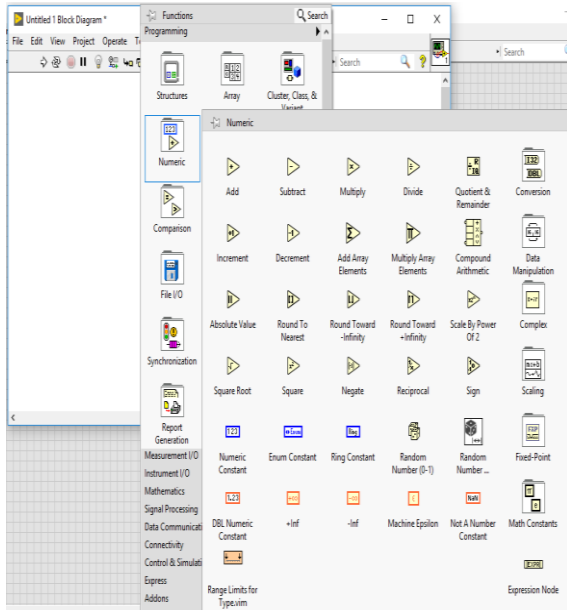 Untitled 1 Block Diagram *
File Edit View Project Operate
Functions
Search
Programming
Search
Search
Structures
Array
Cluster, Class, &
Variant
Numeric
Comparison
File I/O
Synchronization
Report
Generation
Measurement I/O
Instrument I/O
Mathematics
Signal Processing
Data Communicati
Connectivity
Control & Simulati
Express
Addons
Numeric
Add
Subtract
Multiply
Divide
Quotient &
Remainder
Conversion
Increment
Decrement
Add Array
Elements
Multiply Array
Elements
Compound
Arithmetic
Data
Manipulation
Absolute Value
Round To
Nearest
Round Toward
-Infinity
Round Toward
+Infinity
Scale By Power
Of 2
Complex
Square Root
Square
Negate
Reciprocal
Sign
Scaling
Numeric
Constant
Enum Constant
Ring Constant
Random
Number (0-1)
Random
Number ...
Fixed-Point
DBL Numeric
Constant
+Inf
-Inf
Machine Epsilon
Not A Number
Constant
Math Constants
Range Limits for
Type.vim
Expression Node